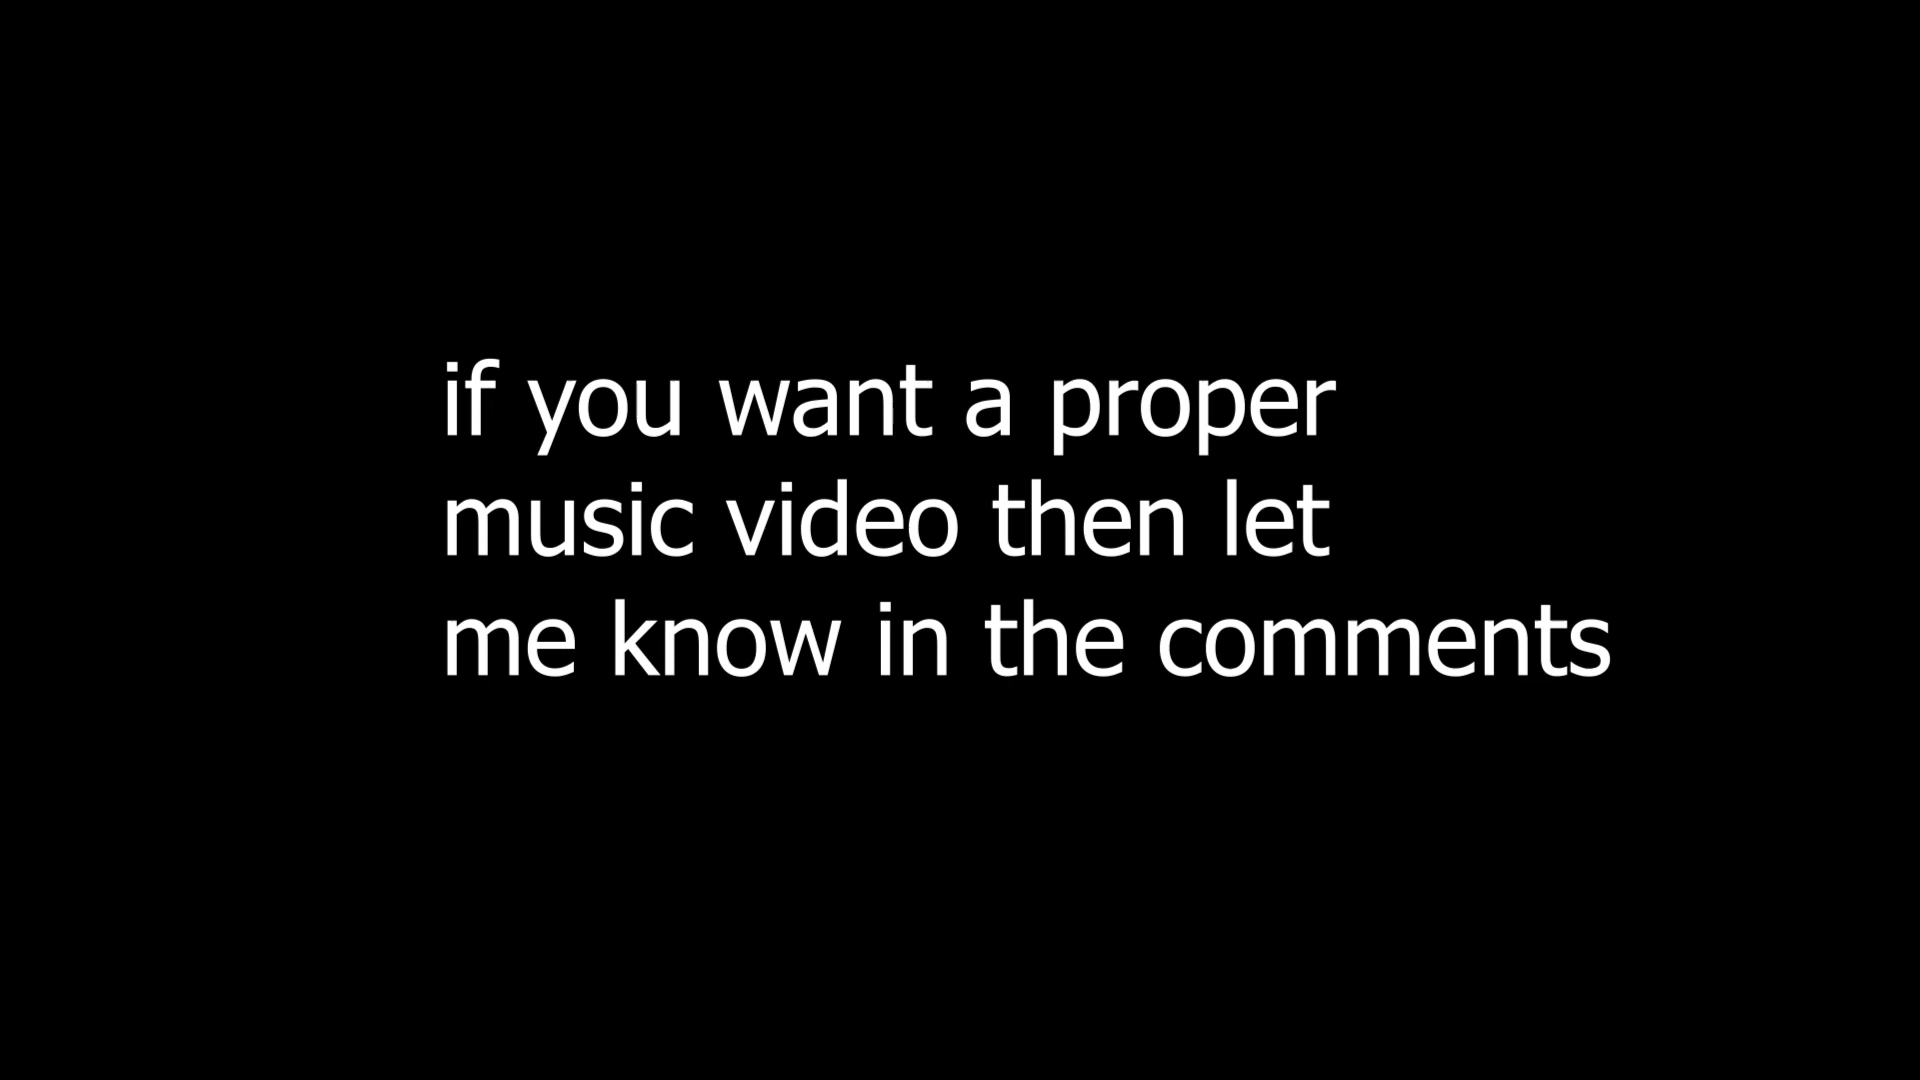 if you want a proper
music video then let
me know in the comments